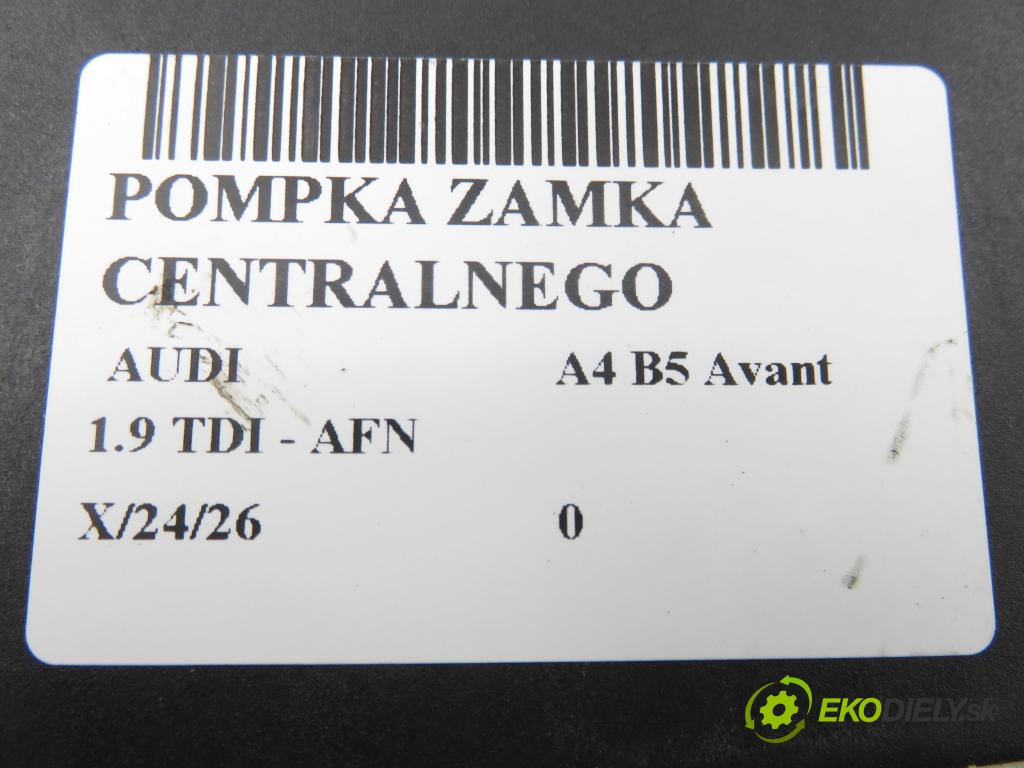 POMPKA ZAMKA
CENTRALNEGO
AUDI A4 B5 Avant
1.9 TDI - AFN
X/24/26 0
EKODIELY.sk